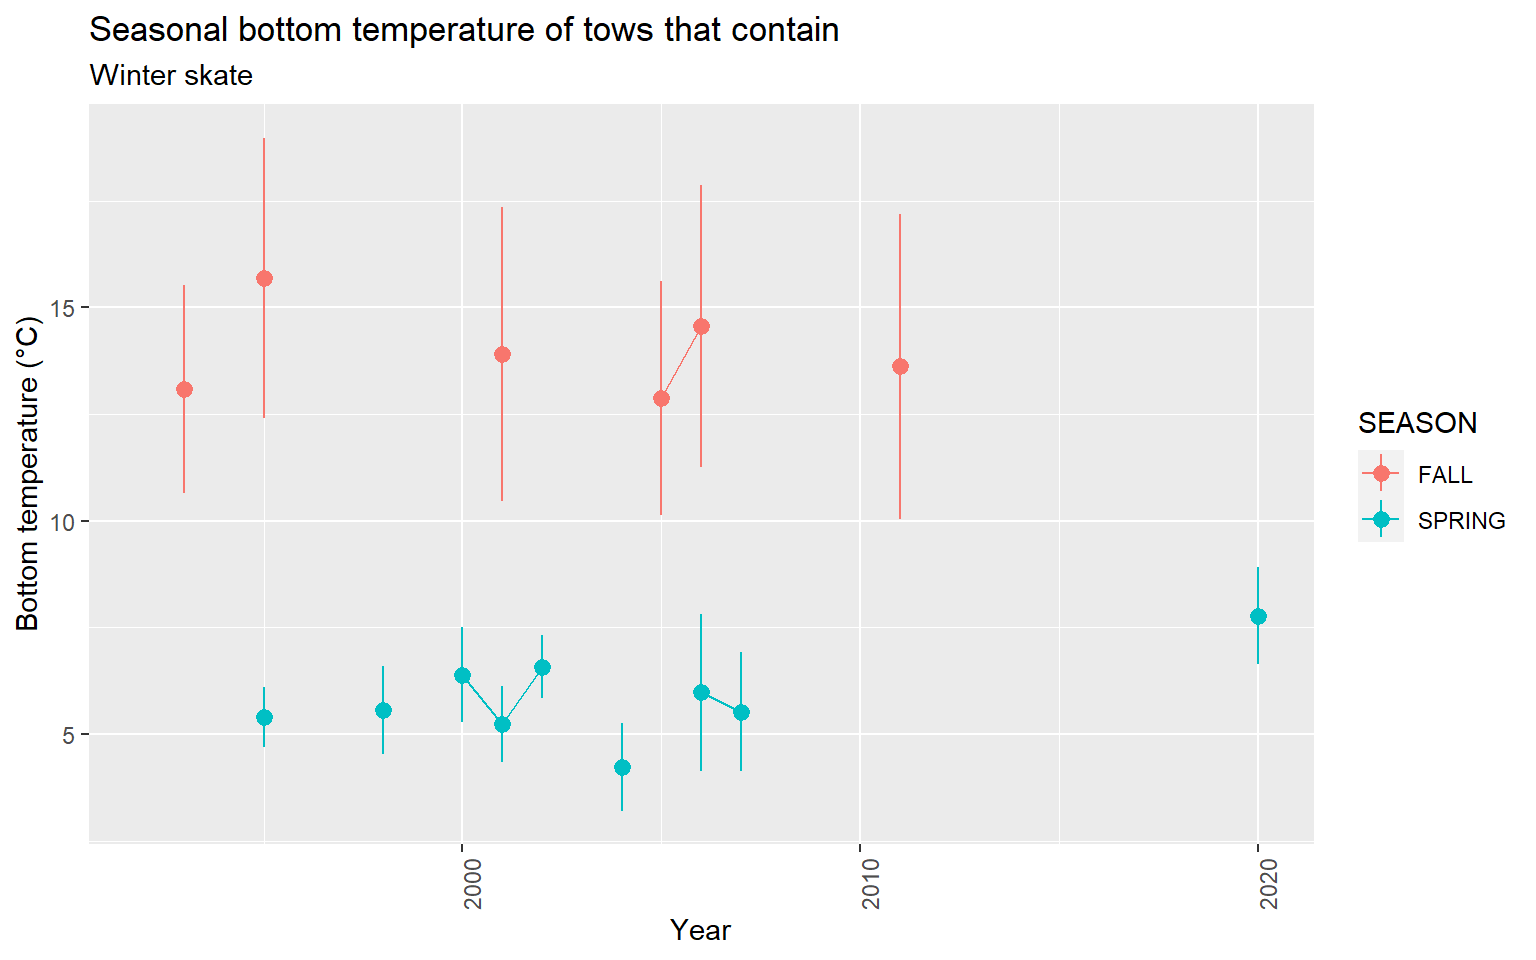 Seasonal bottom temperature of tows that contain
Winter skate
Bottom temperature (°C)
15
10
5
2000
2010
2020
Year
SEASON
FALL
SPRING